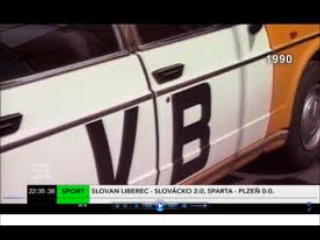 1990
VB
22:35:38 SPORT SLOVAN LIBEREC - SLOVÁCKO 2:0, SPARTA - PLZEŇ 0:0.